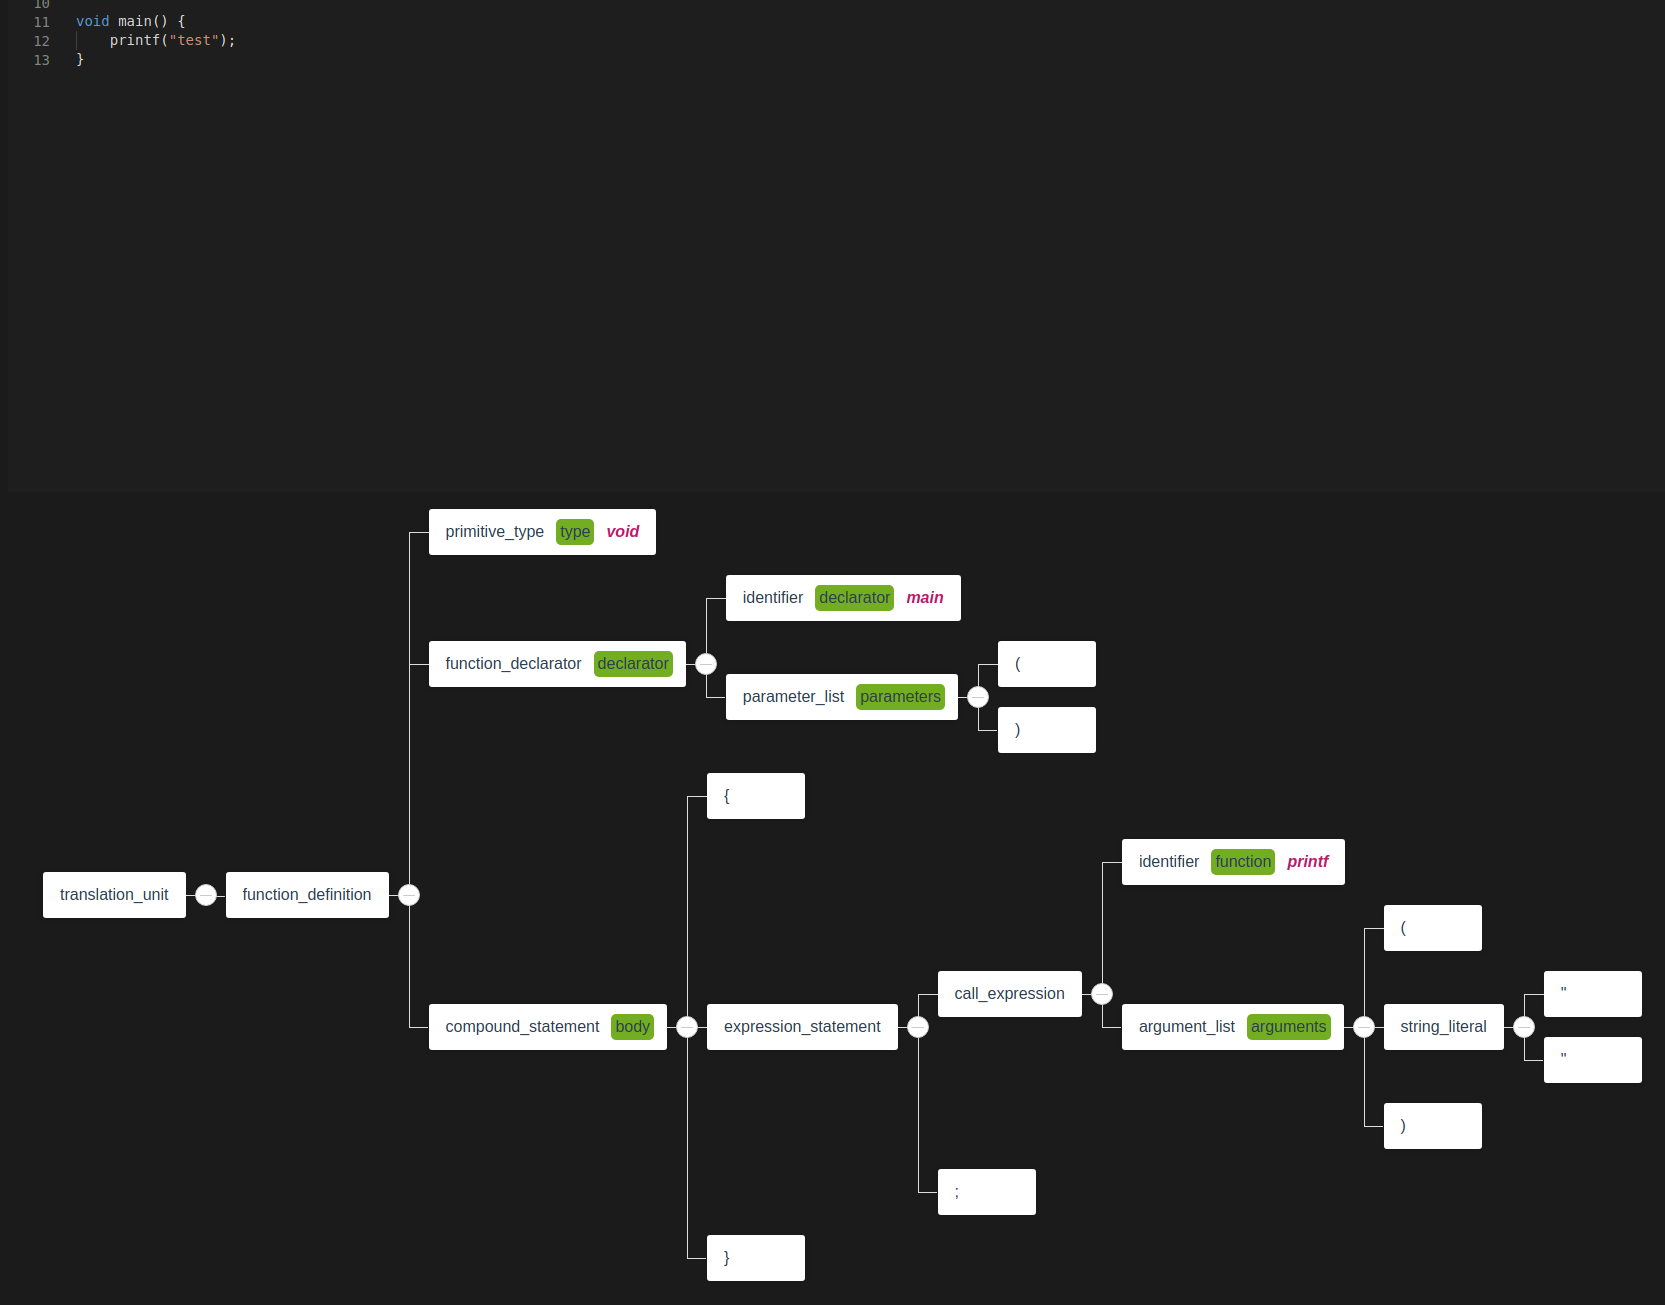 10
11 void main() {
12 printf("test");
13 }
primitive_type type void
identifier declarator main
function_declarator declarator
(
parameter_list parameters
)
{
identifier function printf
translation_unit function_definition
(
call_expression
"
compound_statement body expression_statement argument_list arguments string_literal
"
)
;
}